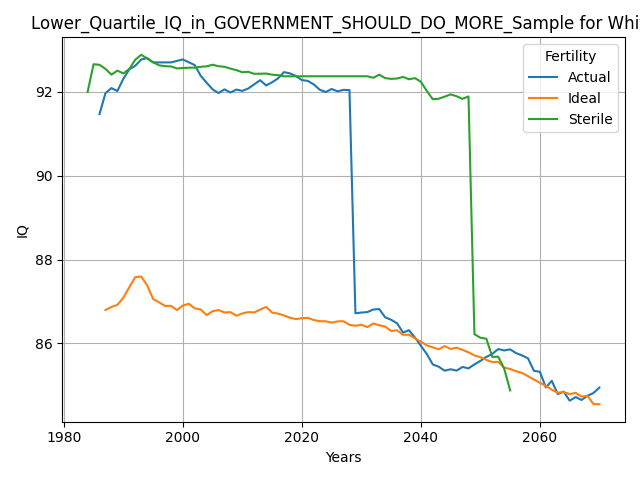 Lower_Quartile_IQ_in_GOVERNMENT_SHOULD_DO_MORE_Sample for Whi
Fertility
Actual
Ideal
Sterile
IQ
92
90
88
86
1980
2000
2020
2040
2060
Years